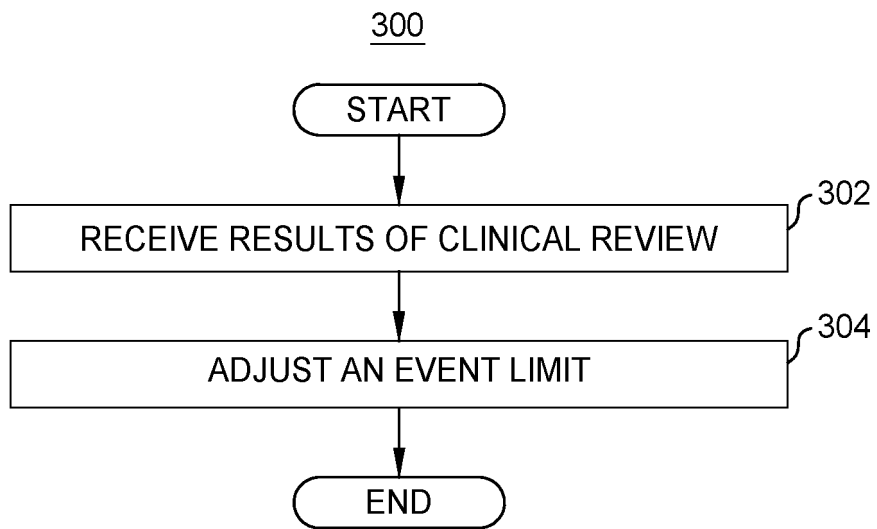 300
START
302
RECEIVE RESULTS OF CLINICAL REVIEW
304
ADJUST AN EVENT LIMIT
END